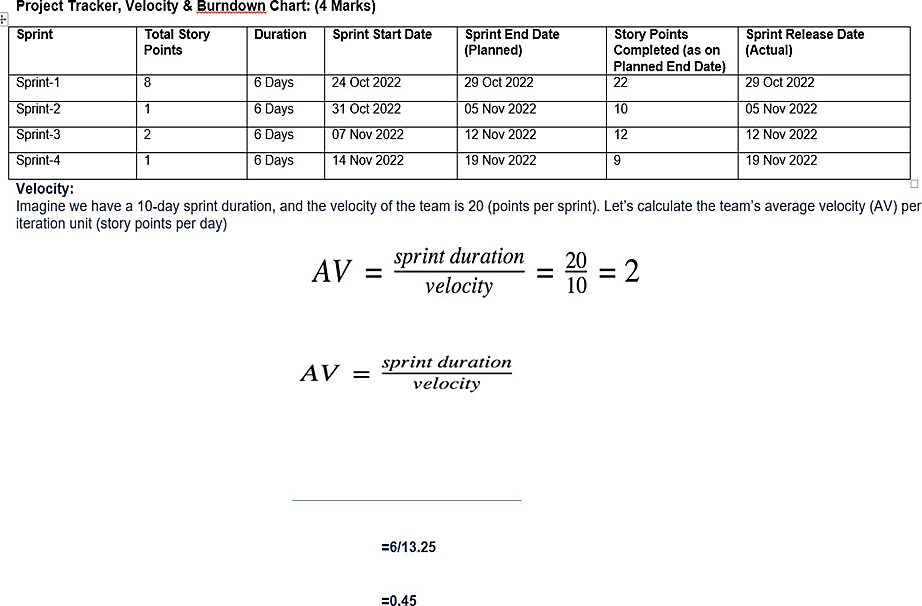 Project Tracker, Velocity & Burndown Chart: (4 Marks)
Sprint Total Story Points Duration Sprint Start Date Sprint End Date (Planned) Story Points Completed (as on Planned End Date) Sprint Release Date (Actual)
Sprint-1 8 6 Days 24 Oct 2022 29 Oct 2022 22 29 Oct 2022
Sprint-2 1 6 Days 31 Oct 2022 05 Nov 2022 10 05 Nov 2022
Sprint-3 2 6 Days 07 Nov 2022 12 Nov 2022 12 12 Nov 2022
Sprint-4 1 6 Days 14 Nov 2022 19 Nov 2022 9 19 Nov 2022
Velocity:
Imagine we have a 10-day sprint duration, and the velocity of the team is 20 (points per sprint). Let's calculate the team's average velocity (AV) per
iteration unit (story points per day)
AV = sprint duration / velocity = 20 / 10 = 2
AV = sprint duration / velocity
=6/13.25
=0.45